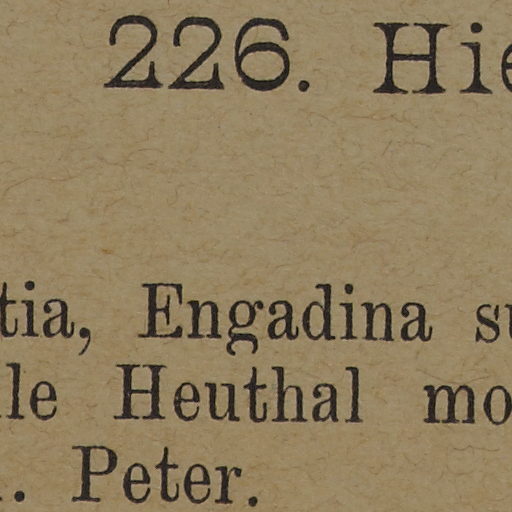 226. Hie
tia, Engadina su
le Heuthal mo
. Peter.